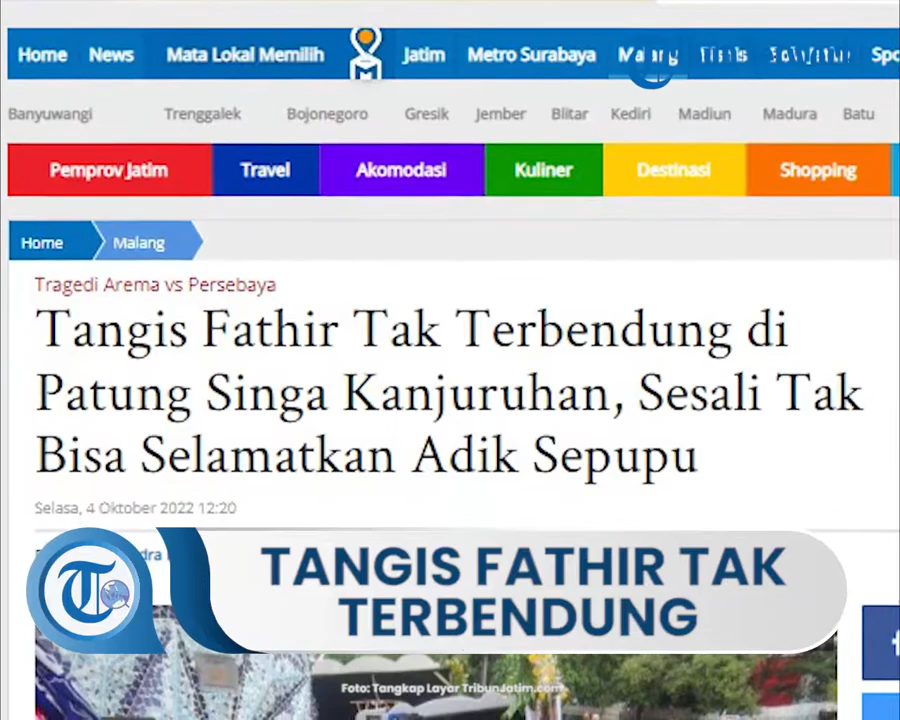 Home News Mata Lokal Memilih Jatim Metro Surabaya Malang
Banyuwangi Trenggalek Bojonegoro Gresik Jember Blitar Kediri Madiun Madura Batu
Pemprov Jatim Travel Akomodasi Kuliner Destinasi Shopping
Home Malang
Tragedi Arema vs Persebaya
Tangis Fathir Tak Terbendung di
Patung Singa Kanjuruhan, Sesali Tak
Bisa Selamatkan Adik Sepupu
Selasa, 4 Oktober 2022 12:20
TANGIS FATHIR TAK
TERBENDUNG
Foto: Tangkap Layar TribunJatim.com